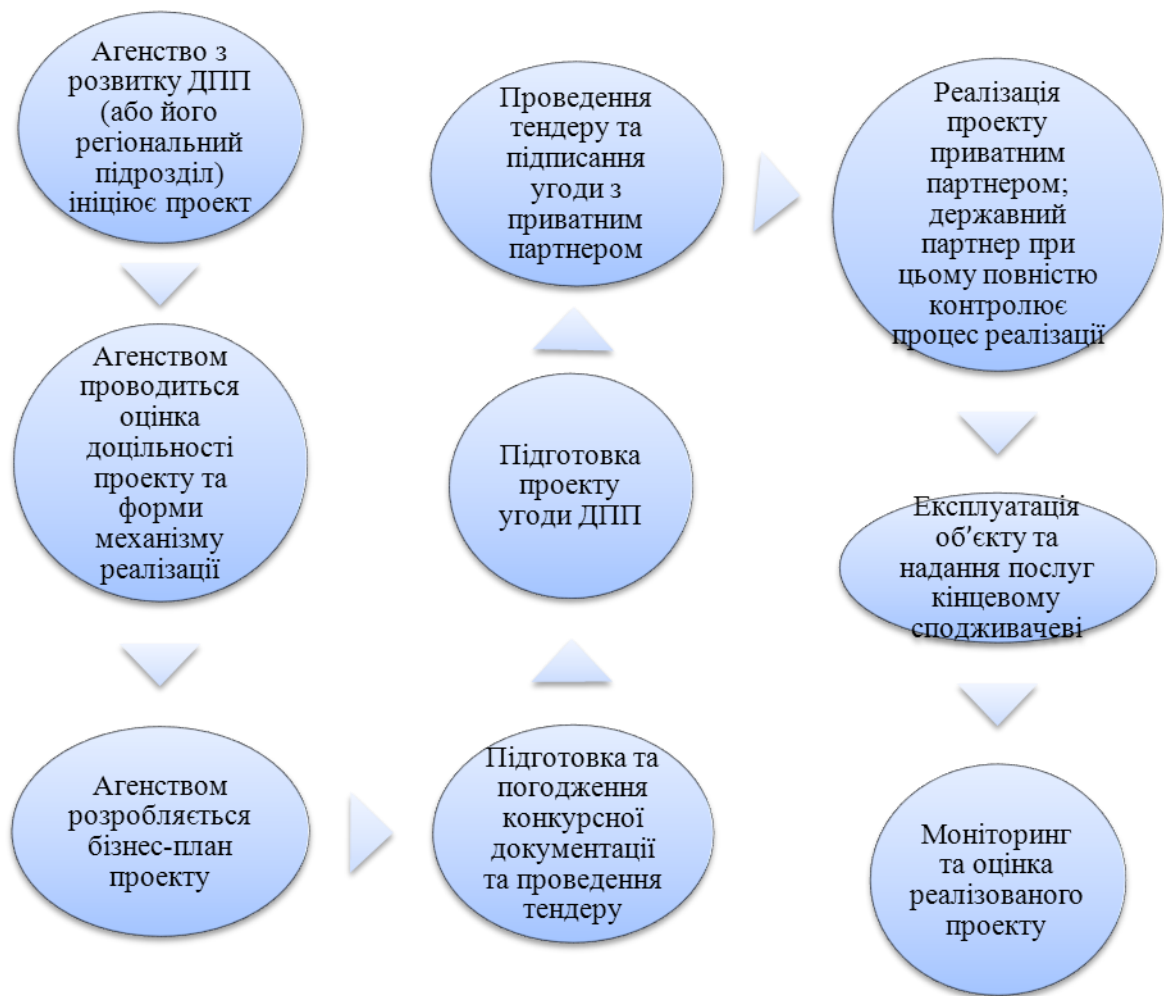 Агенство з
розвитку ДПП
(або його
регіональний
підрозділ)
ініціює проект
Агенством
проводиться
оцінка
доцільності
проекту та
форми
механізму
реалізації
Агенством
розробляється
бізнес-план
проекту
Підготовка та
погодження
конкурсної
документації
та проведення
тендеру
Підготовка
проекту
угоди ДПП
Проведення
тендеру та
підписання
угоди з
приватним
партнером
Реалізація
проекту
приватним
партнером;
державний
партнер при
цьому повністю
контролює
процес реалізації
Експлуатація
об'єкту та
надання послуг
кінцевому
сподживачеві
Моніторинг
та оцінка
реалізованого
проекту